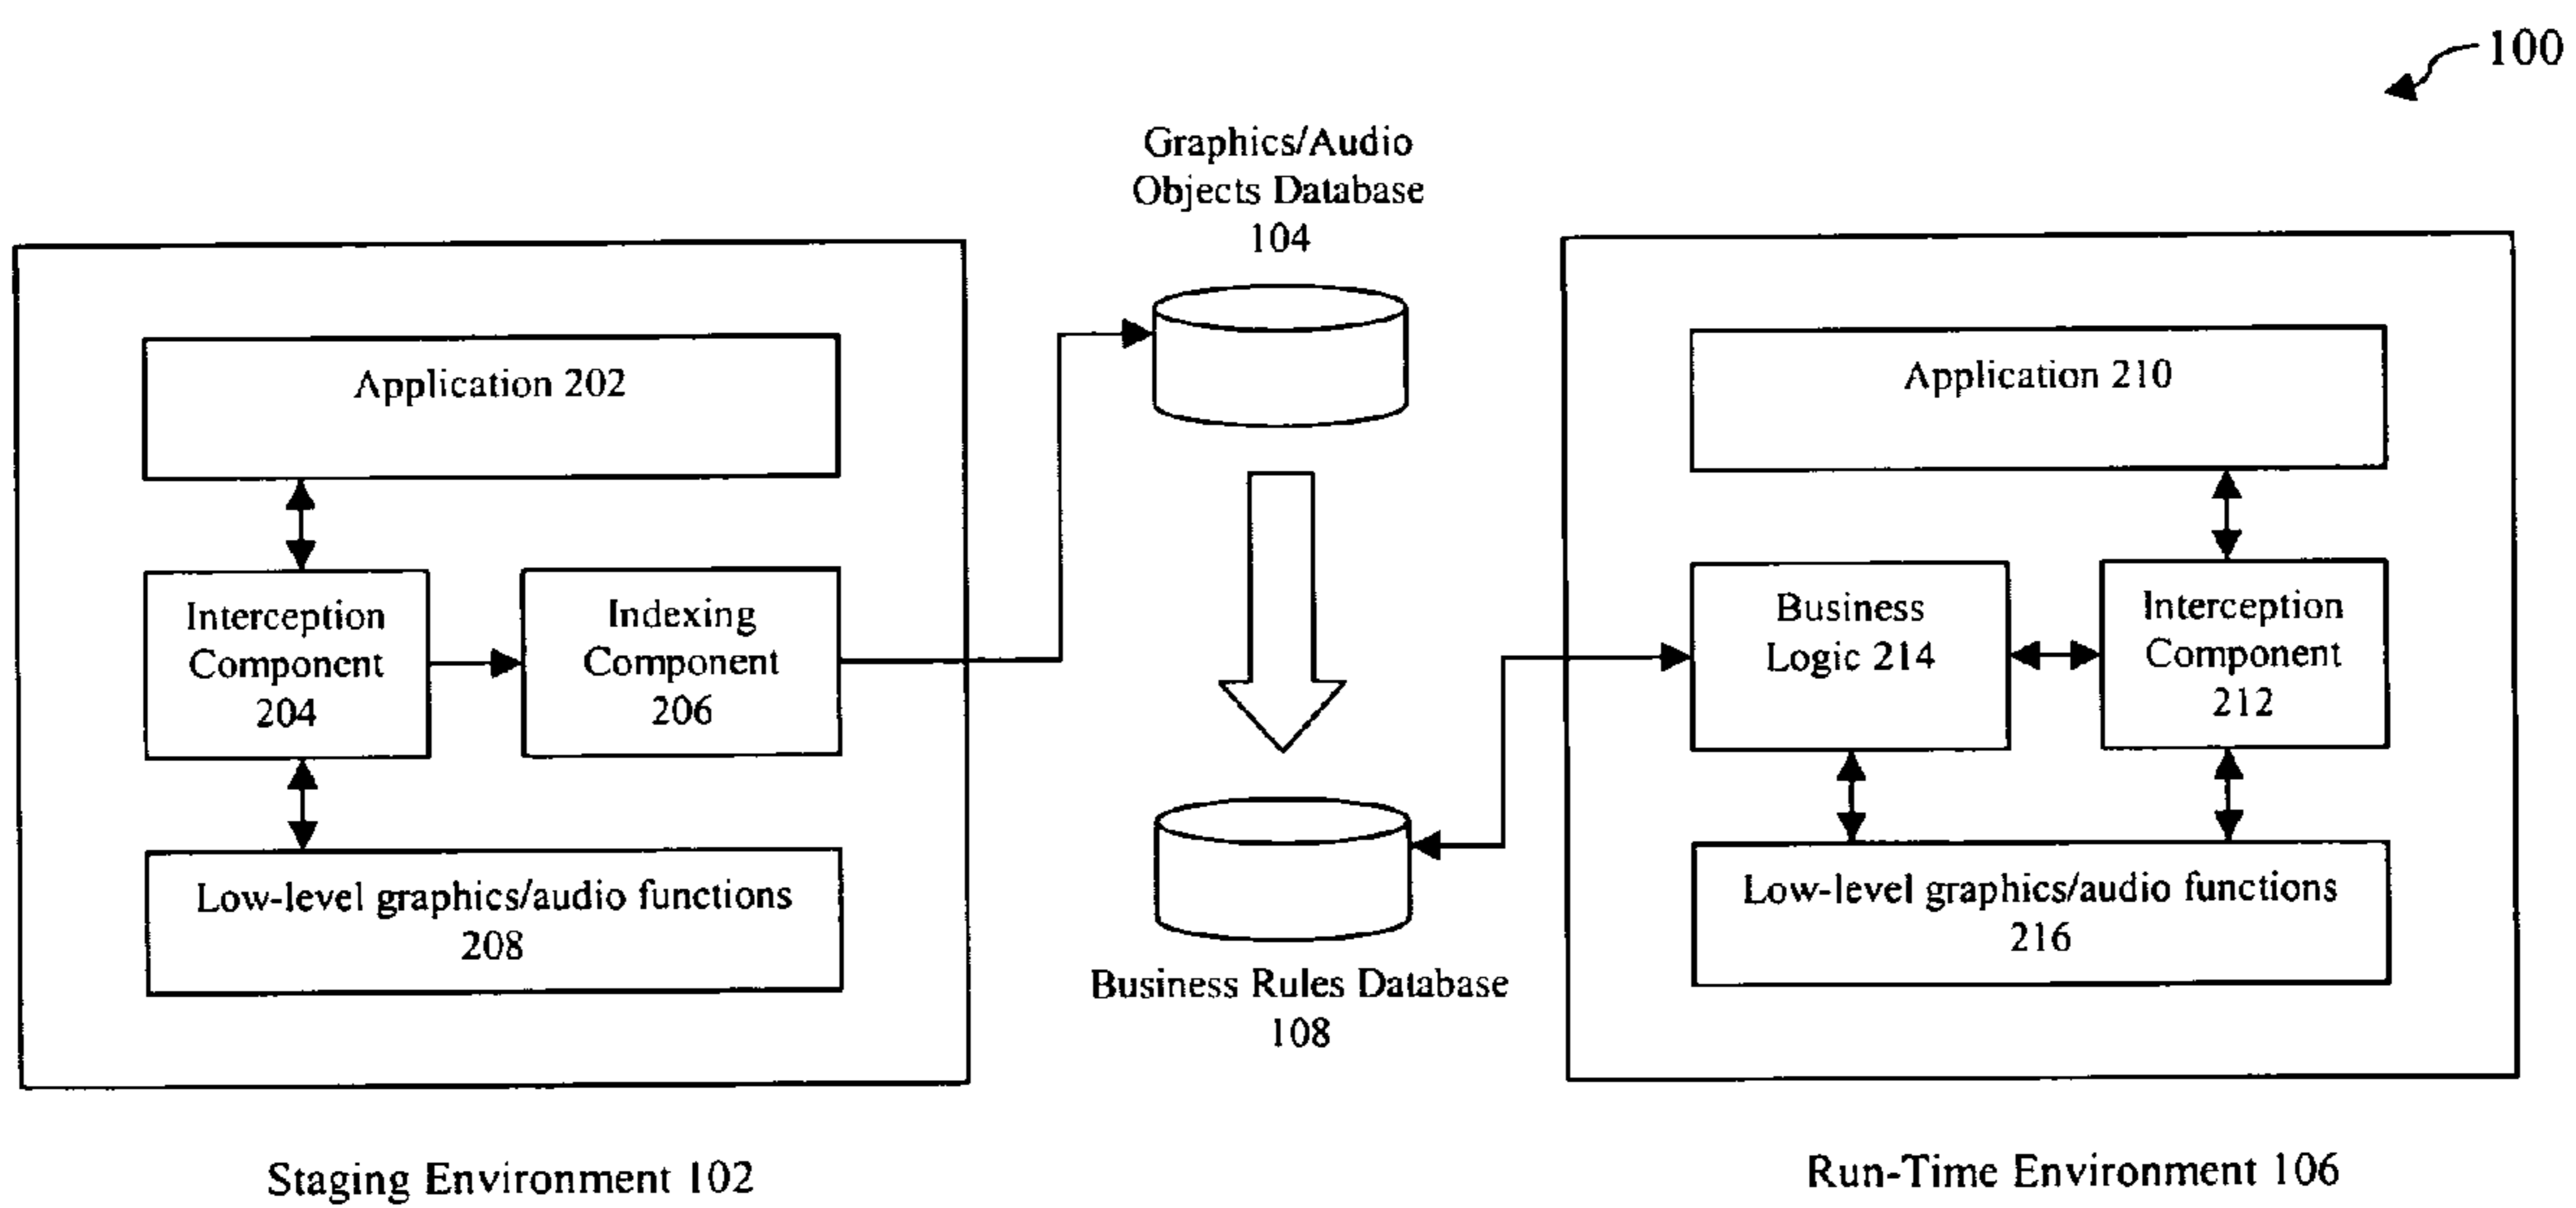 100
Graphics/Audio
Objects Database
104
Application 202
Interception
Component
204
Indexing
Component
206
Low-level graphics/audio functions
208
Staging Environment 102
Business Rules Database
108
Application 210
Business
Logic 214
Interception
Component
212
Low-level graphics/audio functions
216
Run-Time Environment 106